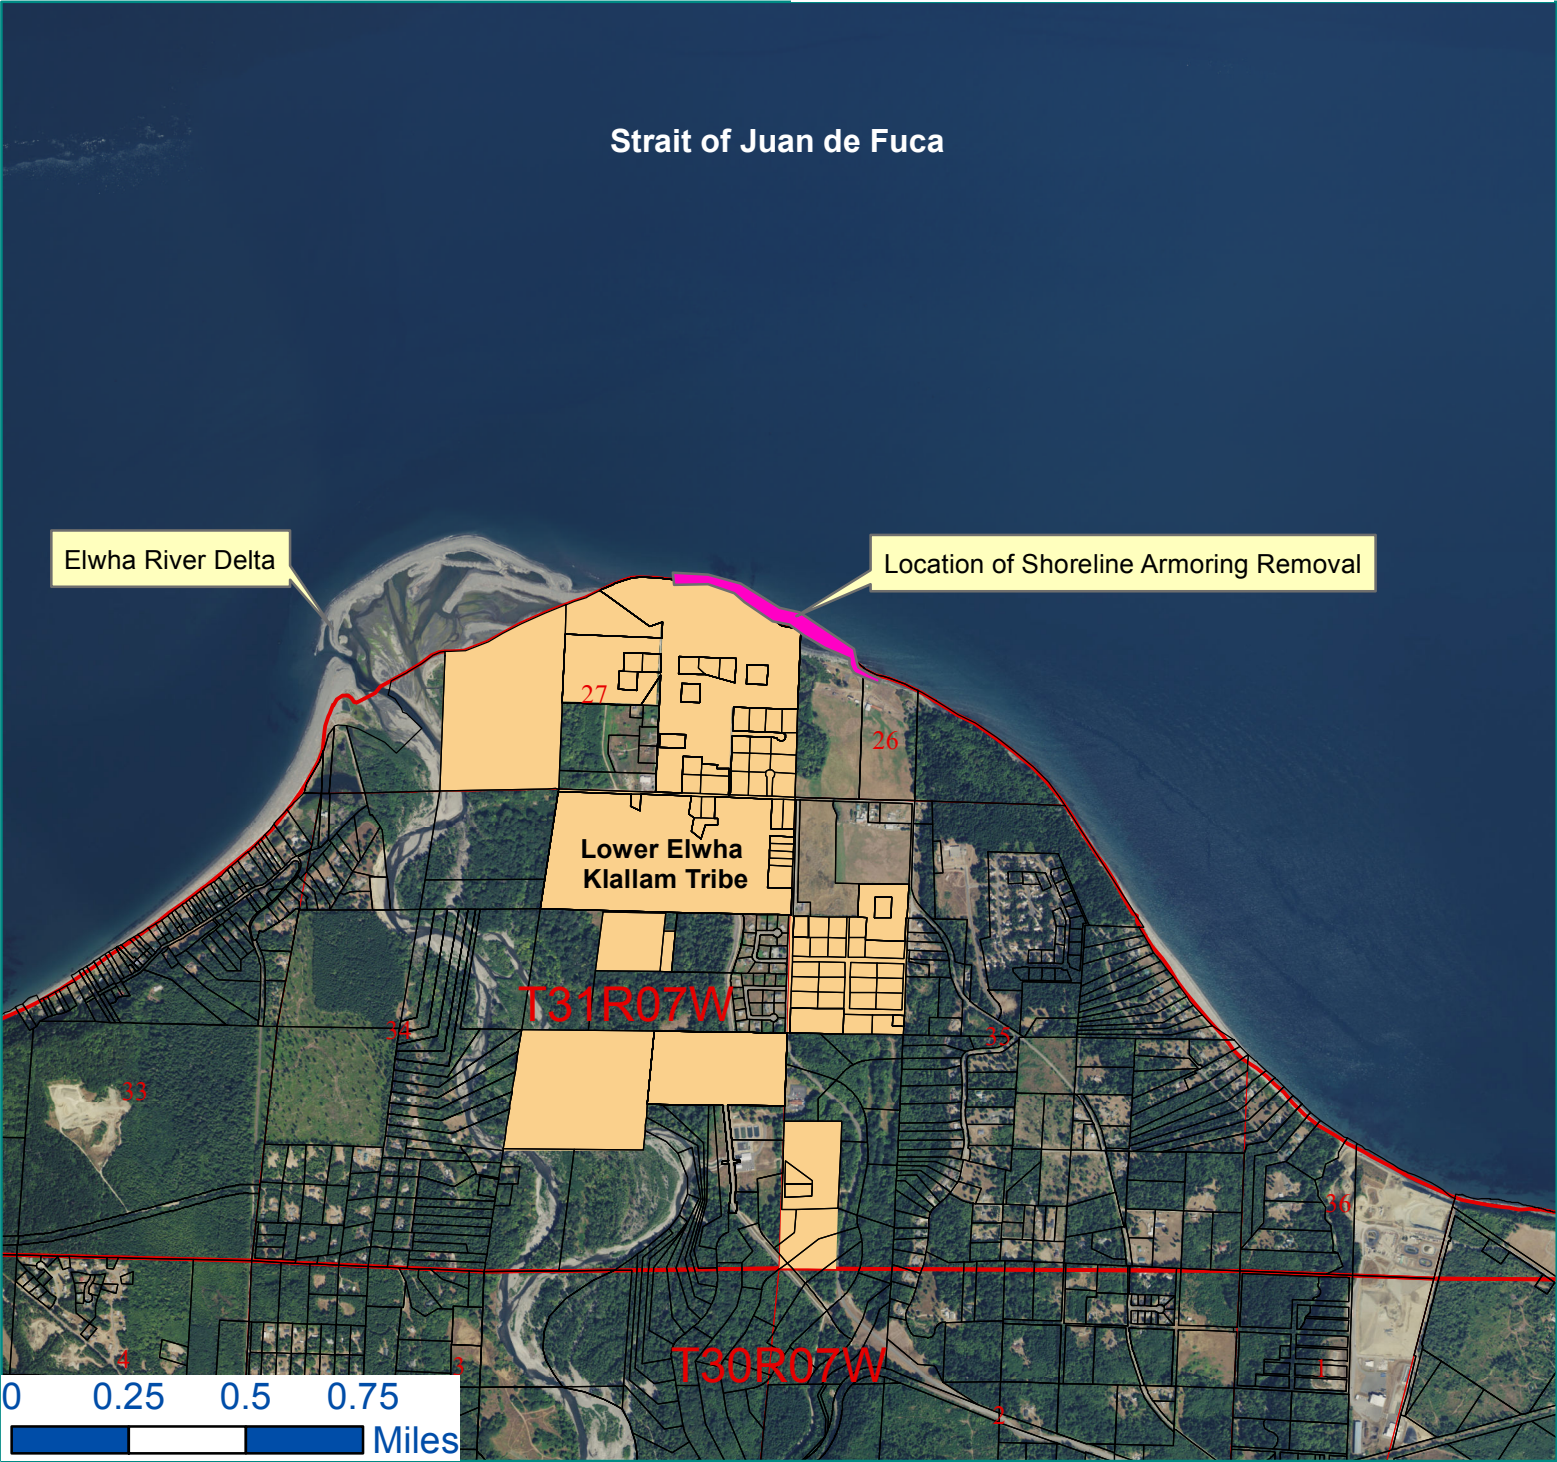 Strait of Juan de Fuca
Elwha River Delta
Location of Shoreline Armoring Removal
27
26
Lower Elwha
Klallam Tribe
T31R07W
34
35
33
36
T30R07W
4
3
1
2
0 0.25 0.5 0.75
Miles